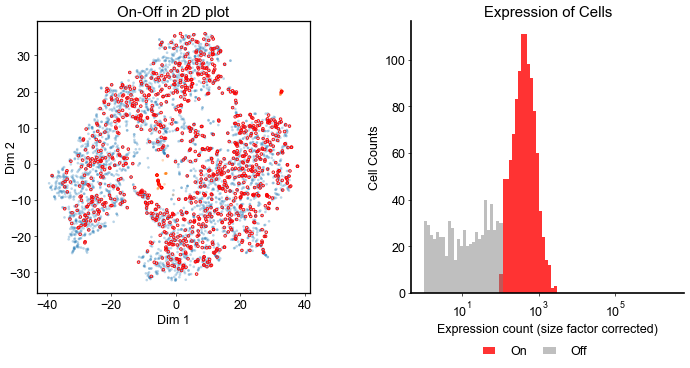 On-Off in 2D plot
Expression of Cells
30
20
10
0
−10
−20
−30
Dim 2
−40
−20
0
20
40
Dim 1
100
80
60
40
20
0
Cell Counts
10^1
10^3
10^5
Expression count (size factor corrected)
On
Off